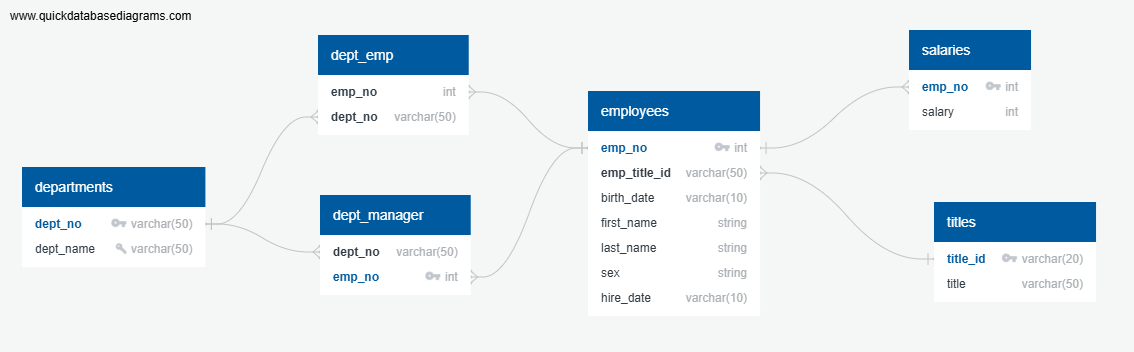 www.quickdatabasediagrams.com
dept_emp
emp_no int
dept_no varchar(50)
departments
dept_no varchar(50)
dept_name varchar(50)
dept_manager
dept_no varchar(50)
emp_no int
employees
emp_no int
emp_title_id varchar(50)
birth_date varchar(10)
first_name string
last_name string
sex string
hire_date varchar(10)
salaries
emp_no int
salary int
titles
title_id varchar(20)
title varchar(50)